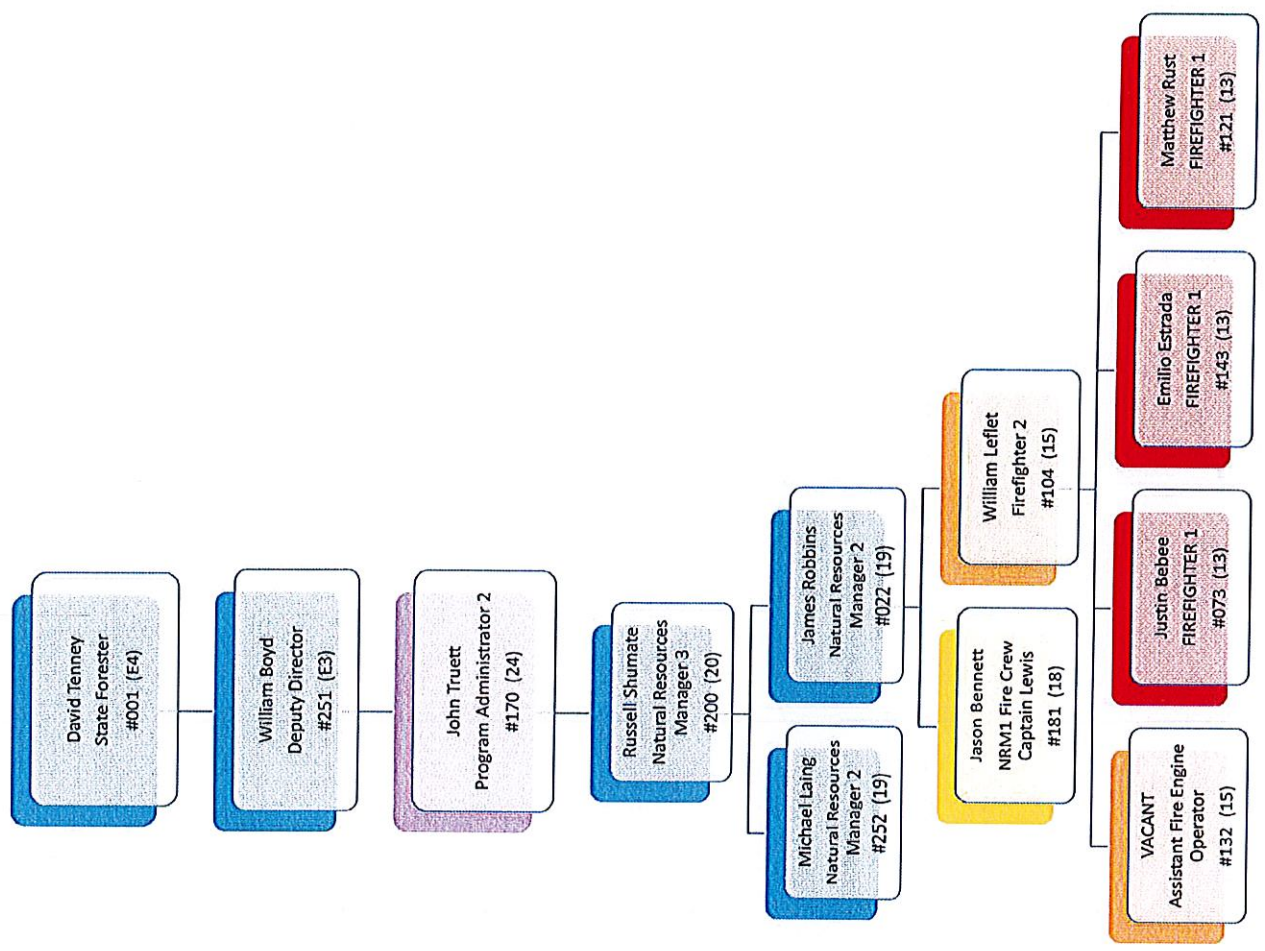 David Tenney
State Forester
#001 (E4)
William Boyd
Deputy Director
#251 (E3)
John Truett
Program Administrator 2
#170 (24)
Russell Shumate
Natural Resources
Manager 3
#200 (20)
Michael Laing
Natural Resources
Manager 2
#252 (19)
James Robbins
Natural Resources
Manager 2
#022 (19)
Jason Bennett
NRM1 Fire Crew
Captain Lewis
#181 (18)
William Leflet
Firefighter 2
#104 (15)
VACANT
Assistant Fire Engine
Operator
#132 (15)
Justin Bebee
FIREFIGHTER 1
#073 (13)
Emilio Estrada
FIREFIGHTER 1
#143 (13)
Matthew Rust
FIREFIGHTER 1
#121 (13)